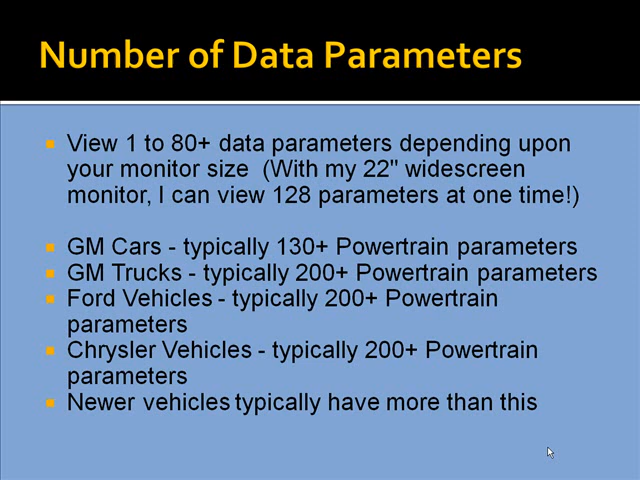 Number of Data Parameters
View 1 to 80+ data parameters depending upon
your monitor size  (With my 22" widescreen
monitor, I can view 128 parameters at one time!)
GM Cars - typically 130+ Powertrain parameters
GM Trucks - typically 200+ Powertrain parameters
Ford Vehicles - typically 200+ Powertrain
parameters
Chrysler Vehicles - typically 200+ Powertrain
parameters
Newer vehicles typically have more than this